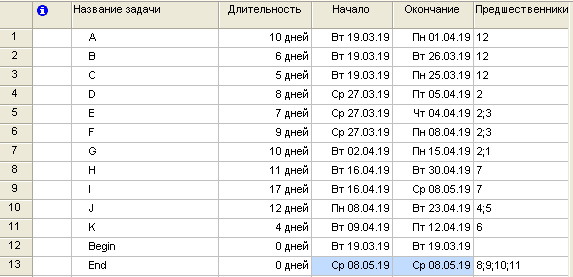 Название задачи Длительность Начало Окончание Предшественники
1 A 10 дней Вт 19.03.19 Пн 01.04.19 12
2 B 6 дней Вт 19.03.19 Вт 26.03.19 12
3 C 5 дней Вт 19.03.19 Пн 25.03.19 12
4 D 8 дней Ср 27.03.19 Пт 05.04.19 2
5 E 7 дней Ср 27.03.19 Чт 04.04.19 2;3
6 F 9 дней Ср 27.03.19 Пн 08.04.19 2;3
7 G 10 дней Вт 02.04.19 Пн 15.04.19 2;1
8 H 11 дней Вт 16.04.19 Вт 30.04.19 7
9 I 17 дней Вт 16.04.19 Ср 08.05.19 7
10 J 12 дней Пн 08.04.19 Вт 23.04.19 4;5
11 K 4 дней Вт 09.04.19 Пт 12.04.19 6
12 Begin 0 дней Вт 19.03.19 Вт 19.03.19
13 End 0 дней Ср 08.05.19 Ср 08.05.19 8;9;10;11